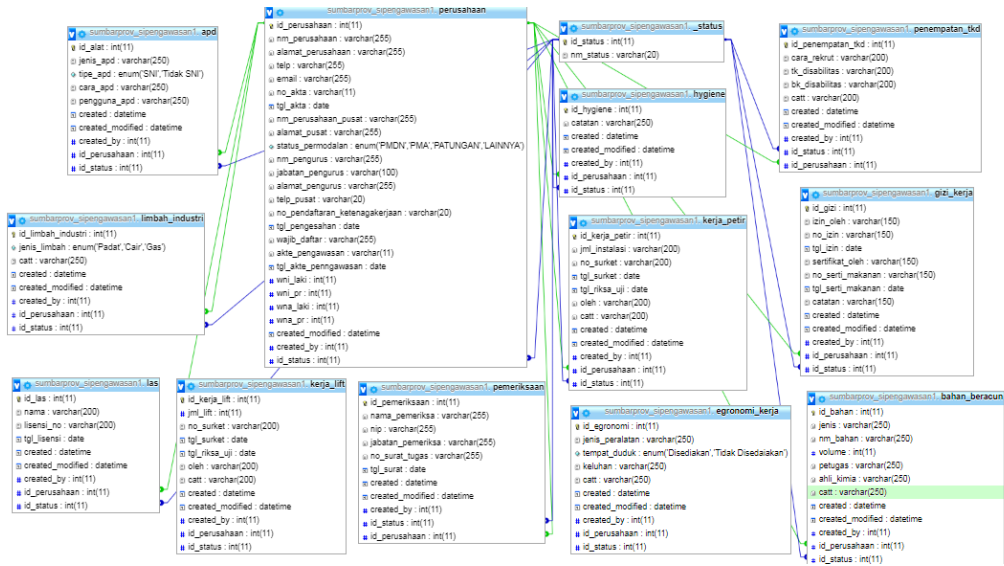 sumbarprov_sipengawasan1. apd
id_alat : int(11)
jenis_apd : varchar(250)
tipe_apd : enum('SNI','Tidak SNI')
cara_apd : varchar(250)
pengguna_apd : varchar(250)
created : datetime
created_modified : datetime
created_by : int(11)
id_perusahaan : int(11)
id_status : int(11)
sumbarprov_sipengawasan1. perusahaan
id_perusahaan : int(11)
nm_perusahaan : varchar(255)
alamat_perusahaan : varchar(255)
telp : varchar(255)
email : varchar(255)
no_akta : varchar(11)
tgl_akta : date
nm_perusahaan_pusat : varchar(255)
alamat_pusat : varchar(255)
status_permodalan : enum('PMDN','PMA','PATUNGAN','LAINNYA')
nm_pengurus : varchar(255)
jabatan_pengurus : varchar(100)
alamat_pengurus : varchar(255)
telp_pusat : varchar(20)
no_pendaftaran_ketenagakerjaan : varchar(20)
tgl_pengesahan : date
wajib_daftar : varchar(255)
akte_pengawasan : varchar(11)
tgl_akte_penngawasan : date
wni_laki : int(11)
wni_pr : int(11)
wna_laki : int(11)
wna_pr : int(11)
created_modified : datetime
created_by : int(11)
id_status : int(11)
sumbarprov_sipengawasan1. _status
id_status : int(11)
nm_status : varchar(20)
sumbarprov_sipengawasan1. penempatan_tkd
id_penempatan_tkd : int(11)
cara_rekrut : varchar(200)
tk_disabilitas : varchar(200)
bk_disabilitas : varchar(200)
catt : varchar(200)
created : datetime
created_modified : datetime
created_by : int(11)
id_status : int(11)
id_perusahaan : int(11)
sumbarprov_sipengawasan1. hygiene
id_hygiene : int(11)
catatan : varchar(250)
created : datetime
created_modified : datetime
created_by : int(11)
id_perusahaan : int(11)
id_status : int(11)
sumbarprov_sipengawasan1. limbah_industri
id_limbah_industri : int(11)
jenis_limbah : enum('Padat','Cair','Gas')
catt : varchar(250)
created : datetime
created_modified : datetime
created_by : int(11)
id_perusahaan : int(11)
id_status : int(11)
sumbarprov_sipengawasan1. kerja_petir
id_kerja_petir : int(11)
jml_instalasi : varchar(200)
no_surket : varchar(200)
tgl_surket : date
tgl_riksa_uji : date
oleh : varchar(200)
catt : varchar(200)
created : datetime
created_modified : datetime
created_by : int(11)
id_perusahaan : int(11)
id_status : int(11)
sumbarprov_sipengawasan1. gizi_kerja
id_gizi : int(11)
izin_oleh : varchar(150)
no_izin : varchar(150)
tgl_izin : date
sertifikat_oleh : varchar(150)
no_serti_makanan : varchar(150)
tgl_serti_makanan : date
catatan : varchar(150)
created : datetime
created_modified : datetime
created_by : int(11)
id_perusahaan : int(11)
id_status : int(11)
sumbarprov_sipengawasan1. las
id_las : int(11)
nama : varchar(200)
lisensi_no : varchar(200)
tgl_lisensi : date
created : datetime
created_modified : datetime
created_by : int(11)
id_perusahaan : int(11)
id_status : int(11)
sumbarprov_sipengawasan1. kerja_lift
id_kerja_lift : int(11)
jml_lift : int(11)
no_surket : varchar(200)
tgl_surket : date
tgl_riksa_uji : date
oleh : varchar(200)
catt : varchar(200)
created : datetime
created_modified : datetime
created_by : int(11)
id_perusahaan : int(11)
id_status : int(11)
sumbarprov_sipengawasan1. pemeriksaan
id_pemeriksaan : int(11)
nama_pemeriksa : varchar(255)
nip : varchar(255)
jabatan_pemeriksa : varchar(255)
no_surat_tugas : varchar(255)
tgl_surat : date
created : datetime
created_modified : datetime
created_by : int(11)
id_status : int(11)
id_perusahaan : int(11)
sumbarprov_sipengawasan1. egronomi_kerja
id_egronomi : int(11)
jenis_peralatan : varchar(250)
tempat_duduk : enum('Disediakan','Tidak Disedaiakan')
keluhan : varchar(250)
catt : varchar(250)
created : datetime
created_modified : datetime
created_by : int(11)
id_perusahaan : int(11)
id_status : int(11)
sumbarprov_sipengawasan1. bahan_beracun
id_bahan : int(11)
jenis : varchar(250)
nm_bahan : varchar(250)
volume : int(11)
petugas : varchar(250)
ahli_kimia : varchar(250)
catt : varchar(250)
created : datetime
created_modified : datetime
created_by : int(11)
id_perusahaan : int(11)
id_status : int(11)